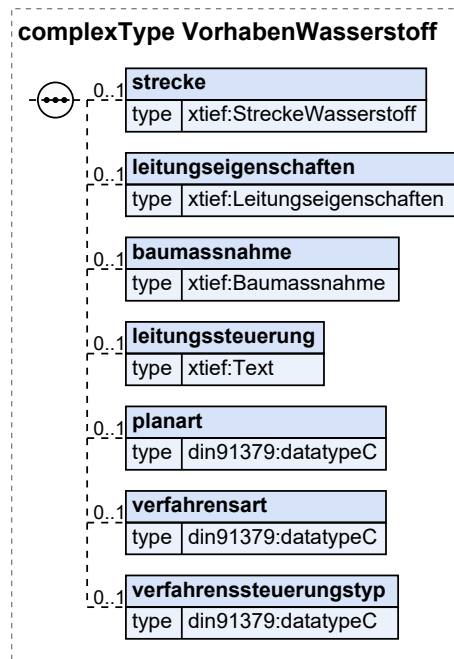 complexType VorhabenWasserstoff
0..1 strecke
type xtief:StreckeWasserstoff
0..1 leitungseigenschaften
type xtief:Leitungseigenschaften
0..1 baumassnahme
type xtief:Baumassnahme
0..1 leitungssteuerung
type xtief:Text
0..1 planart
type din91379:datatypeC
0..1 verfahrensart
type din91379:datatypeC
0..1 verfahrenssteuerungstyp
type din91379:datatypeC